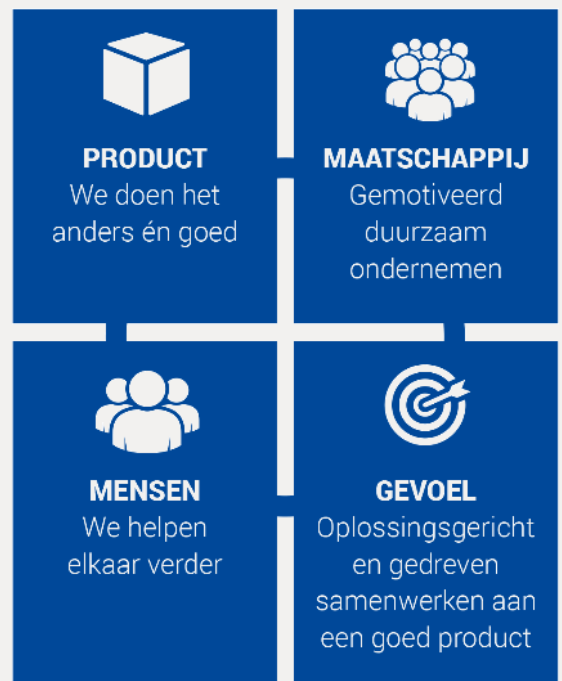 PRODUCT
We doen het
anders én goed
MAATSCHAPPIJ
Gemotiveerd
duurzaam
ondernemen
MENSEN
We helpen
elkaar verder
GEVOEL
Oplossingsgericht
en gedreven
samenwerken aan
een goed product